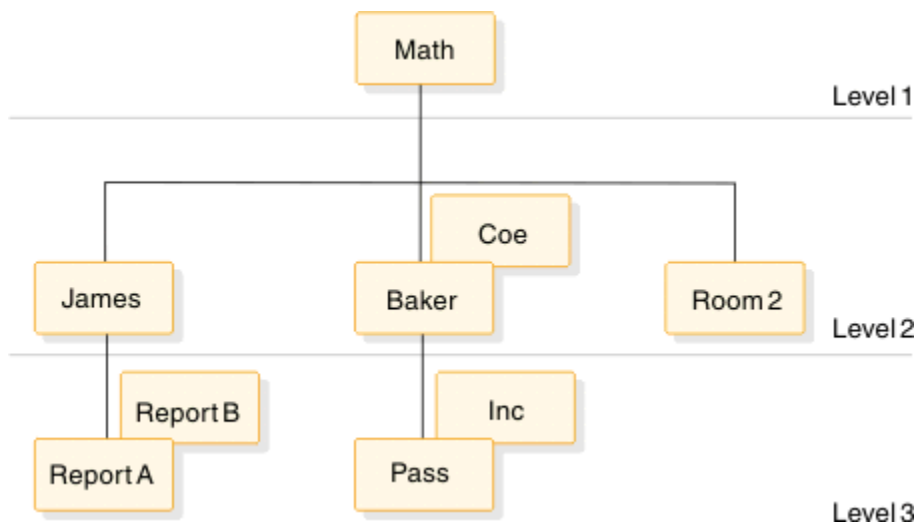 Math
Level 1
Coe
James
Baker
Room 2
Level 2
Report B
Inc
Report A
Pass
Level 3